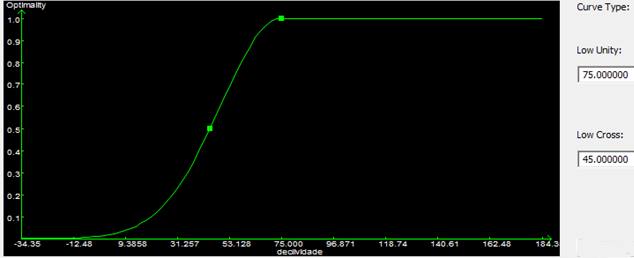 Optimality
1.0
0.9
0.8
0.7
0.6
0.5
0.4
0.3
0.2
0.1
-34.35 -12.48 9.3858 31.257 53.128 75.000 96.871 118.74 140.61 162.48 184.3
declividade
Curve Type:
Low Unity:
75.000000
Low Cross:
45.000000